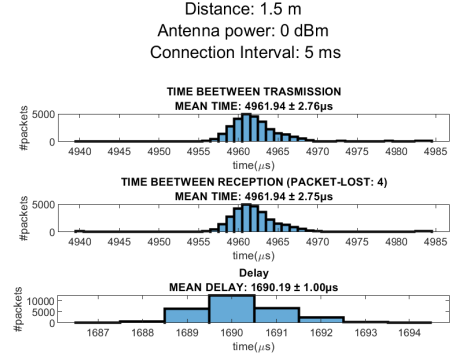 Distance: 1.5 m
Antenna power: 0 dBm
Connection Interval: 5 ms
TIME BEETWEEN TRASMISSION
MEAN TIME: 4961.94 ± 2.76μs
5000
0
#packets
4940 4945 4950 4955 4960 4965 4970 4975 4980 4985
time(μs)
TIME BEETWEEN RECEPTION (PACKET-LOST: 4)
MEAN TIME: 4961.94 ± 2.75μs
5000
0
#packets
4940 4945 4950 4955 4960 4965 4970 4975 4980 4985
time(μs)
Delay
MEAN DELAY: 1690.19 ± 1.00μs
10000
5000
0
#packets
1687 1688 1689 1690 1691 1692 1693 1694
time(μs)